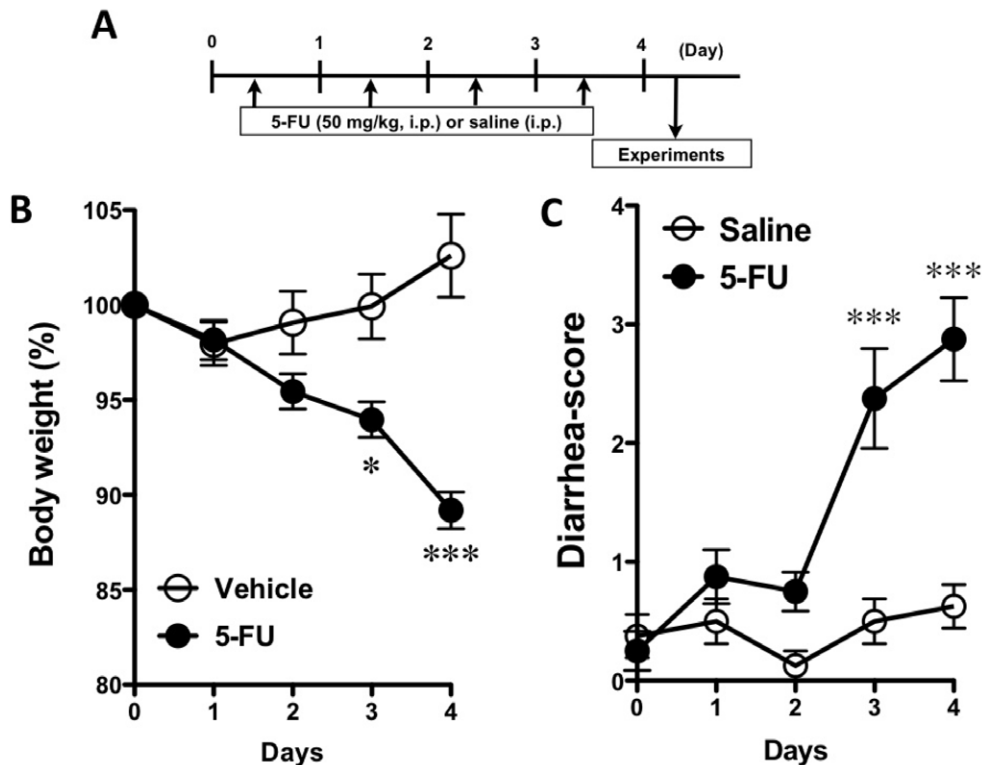 A
0 1 2 3 4 (Day)
5-FU (50 mg/kg, i.p.) or saline (i.p.)
Experiments
B
105
100
95
90
85
80
Body weight (%)
*
***
Vehicle
5-FU
0 1 2 3 4
Days
C
4
3
2
1
0
Diarrhea-score
Saline
5-FU
***
***
0 1 2 3 4
Days